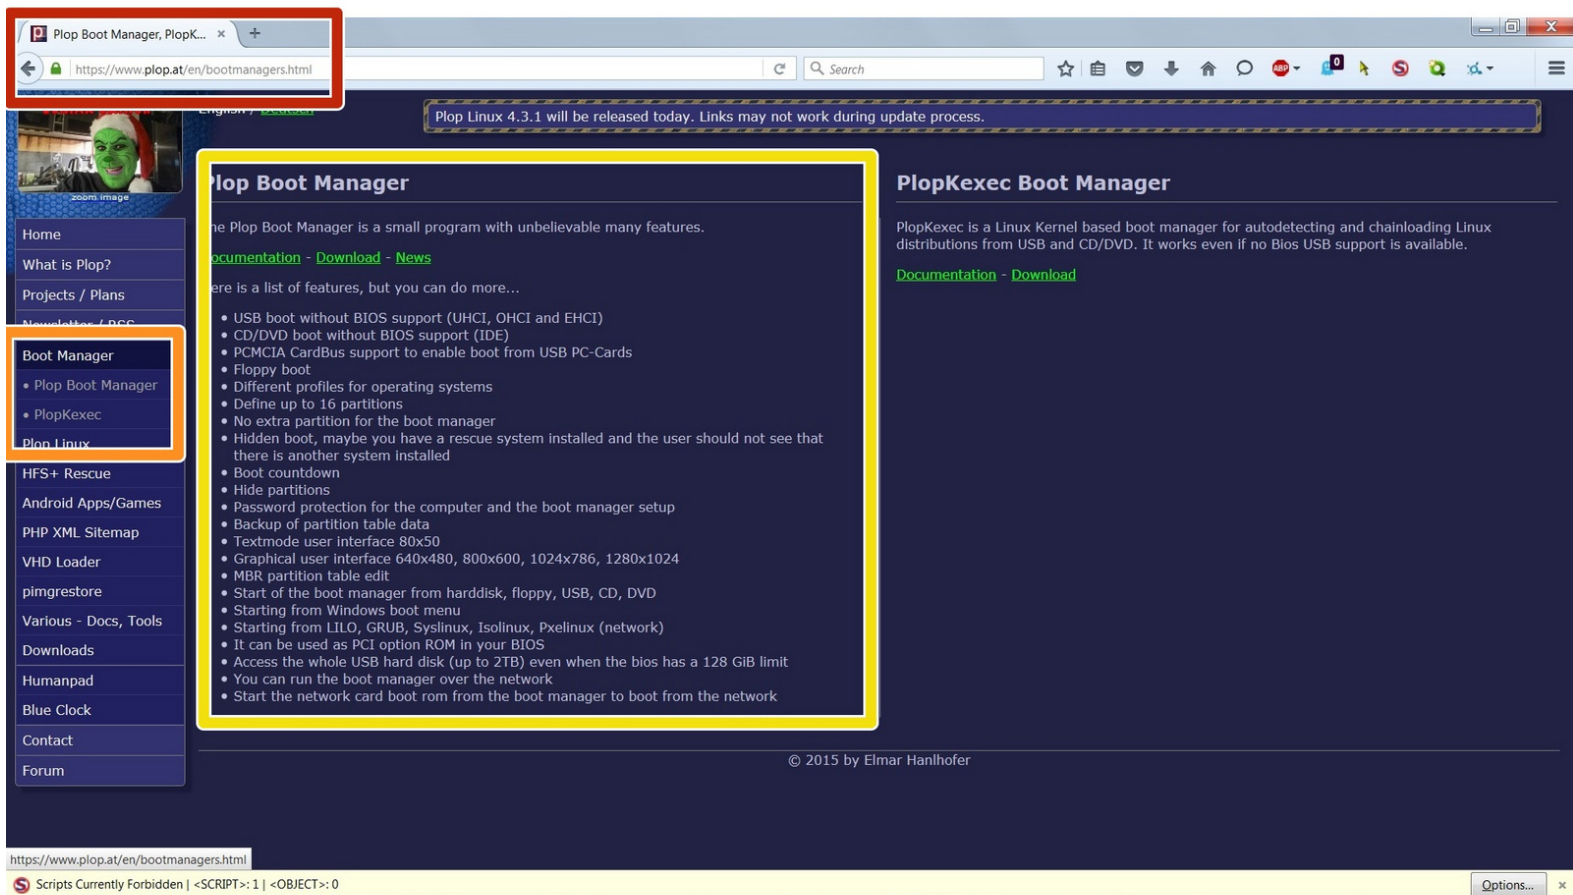 Plop Boot Manager, PlopK...
https://www.plop.at/en/bootmanagers.html
Search
ABP
0
English / Deutsch
Plop Linux 4.3.1 will be released today. Links may not work during update process.
zoom image
Home
What is Plop?
Projects / Plans
Newsletter / RSS
Boot Manager
• Plop Boot Manager
• PlopKexec
Plop Linux
HFS+ Rescue
Android Apps/Games
PHP XML Sitemap
VHD Loader
pimgrestore
Various - Docs, Tools
Downloads
Humanpad
Blue Clock
Contact
Forum
Plop Boot Manager
The Plop Boot Manager is a small program with unbelievable many features.
Documentation - Download - News
Here is a list of features, but you can do more...
• USB boot without BIOS support (UHCI, OHCI and EHCI)
• CD/DVD boot without BIOS support (IDE)
• PCMCIA CardBus support to enable boot from USB PC-Cards
• Floppy boot
• Different profiles for operating systems
• Define up to 16 partitions
• No extra partition for the boot manager
• Hidden boot, maybe you have a rescue system installed and the user should not see that
there is another system installed
• Boot countdown
• Hide partitions
• Password protection for the computer and the boot manager setup
• Backup of partition table data
• Textmode user interface 80x50
• Graphical user interface 640x480, 800x600, 1024x786, 1280x1024
• MBR partition table edit
• Start of the boot manager from harddisk, floppy, USB, CD, DVD
• Starting from Windows boot menu
• Starting from LILO, GRUB, Syslinux, Isolinux, Pxelinux (network)
• It can be used as PCI option ROM in your BIOS
• Access the whole USB hard disk (up to 2TB) even when the bios has a 128 GiB limit
• You can run the boot manager over the network
• Start the network card boot rom from the boot manager to boot from the network
PlopKexec Boot Manager
PlopKexec is a Linux Kernel based boot manager for autodetecting and chainloading Linux
distributions from USB and CD/DVD. It works even if no Bios USB support is available.
Documentation - Download
© 2015 by Elmar Hanlhofer
https://www.plop.at/en/bootmanagers.html
Scripts Currently Forbidden | <SCRIPT>: 1 | <OBJECT>: 0
Options...